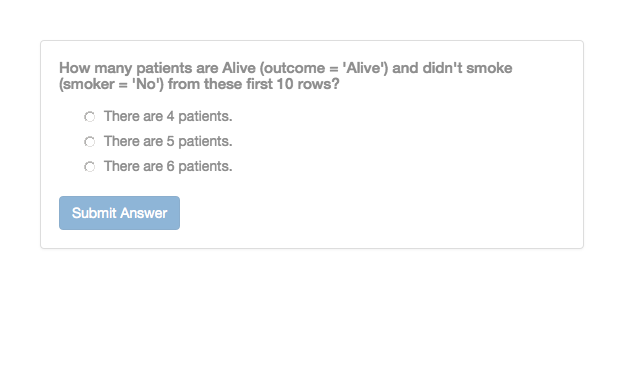 How many patients are Alive (outcome = 'Alive') and didn't smoke
(smoker = 'No') from these first 10 rows?
There are 4 patients.
There are 5 patients.
There are 6 patients.
Submit Answer